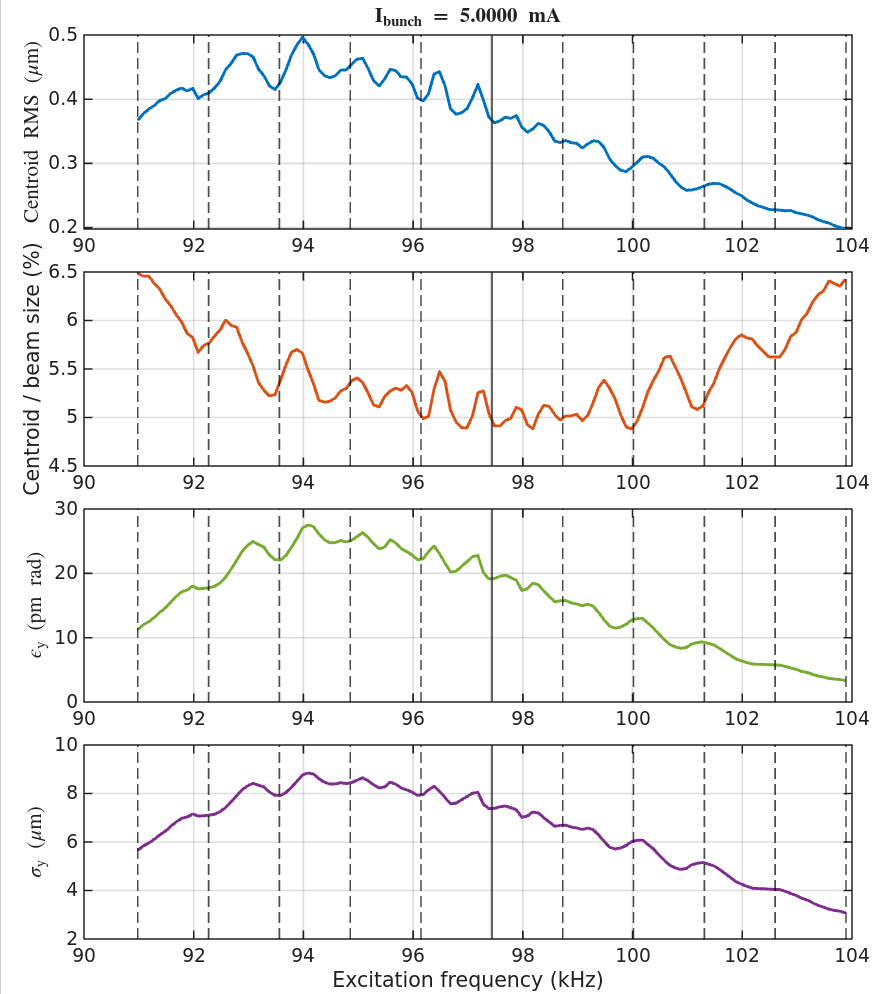 I_bunch = 5.0000 mA
Centroid RMS (μm)
0.5
0.4
0.3
0.2
90 92 94 96 98 100 102 104
Centroid / beam size (%)
6.5
6
5.5
5
4.5
90 92 94 96 98 100 102 104
ϵ_y (pm rad)
30
20
10
0
90 92 94 96 98 100 102 104
σ_y (μm)
10
8
6
4
2
90 92 94 96 98 100 102 104
Excitation frequency (kHz)